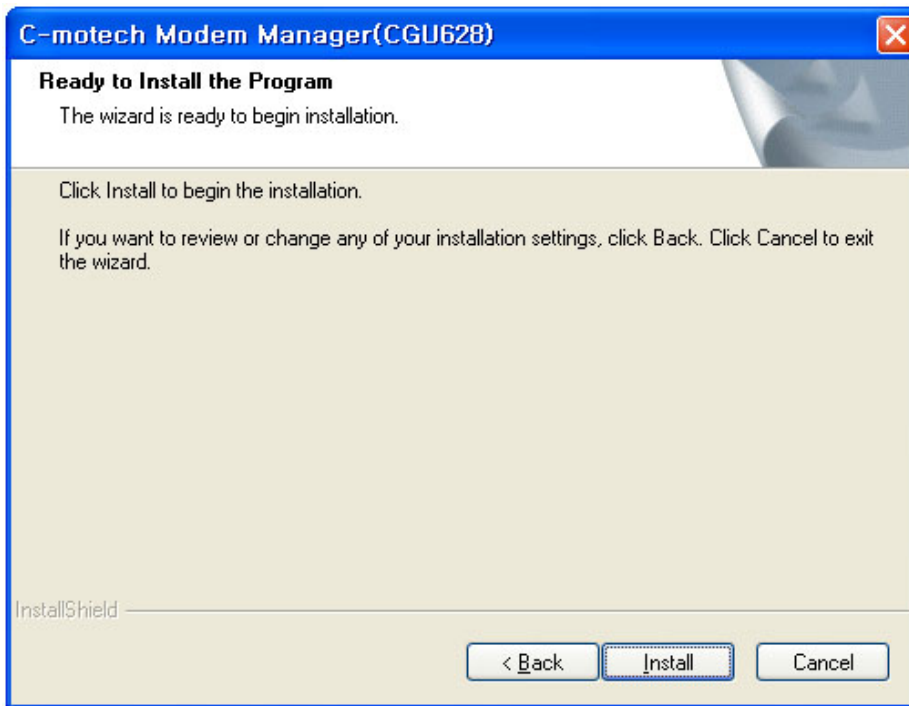 C-motech Modem Manager(CGU628)
Ready to Install the Program
The wizard is ready to begin installation.
Click Install to begin the installation.
If you want to review or change any of your installation settings, click Back. Click Cancel to exit
the wizard.
InstallShield
< Back
Install
Cancel